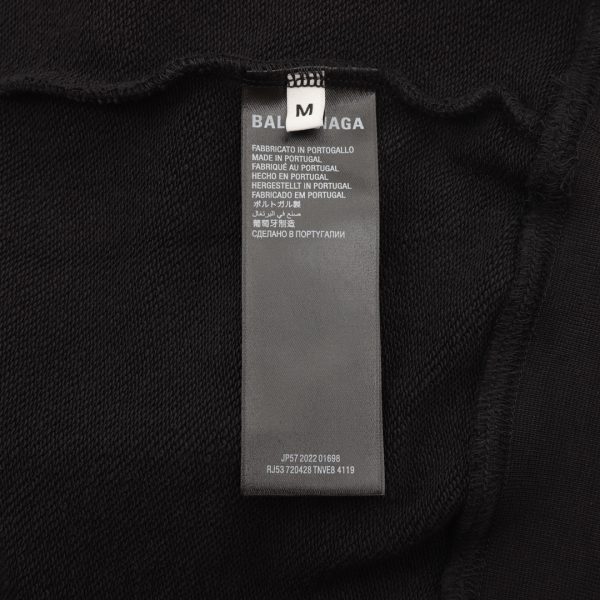 M
BALENCIAGA
FABBRICATO IN PORTOGALLO
MADE IN PORTUGAL
FABRIQUÉ AU PORTUGAL
HECHO EN PORTUGAL
HERGESTELLT IN PORTUGAL
FABRICADO EM PORTUGAL
ポルトガル製
صنع في البرتغال
葡萄牙制造
СДЕЛАНО В ПОРТУГАЛИИ
JP57 2022 01698
RJ53 720428 TNVE8 4119